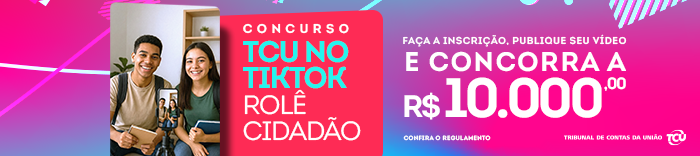 CONCURSO
TCU NO
TIKTOK
ROLÊ
CIDADÃO
FAÇA A INSCRIÇÃO, PUBLIQUE SEU VÍDEO
E CONCORRA A
R$ 10.000,00
CONFIRA O REGULAMENTO
TRIBUNAL DE CONTAS DA UNIÃO TCU